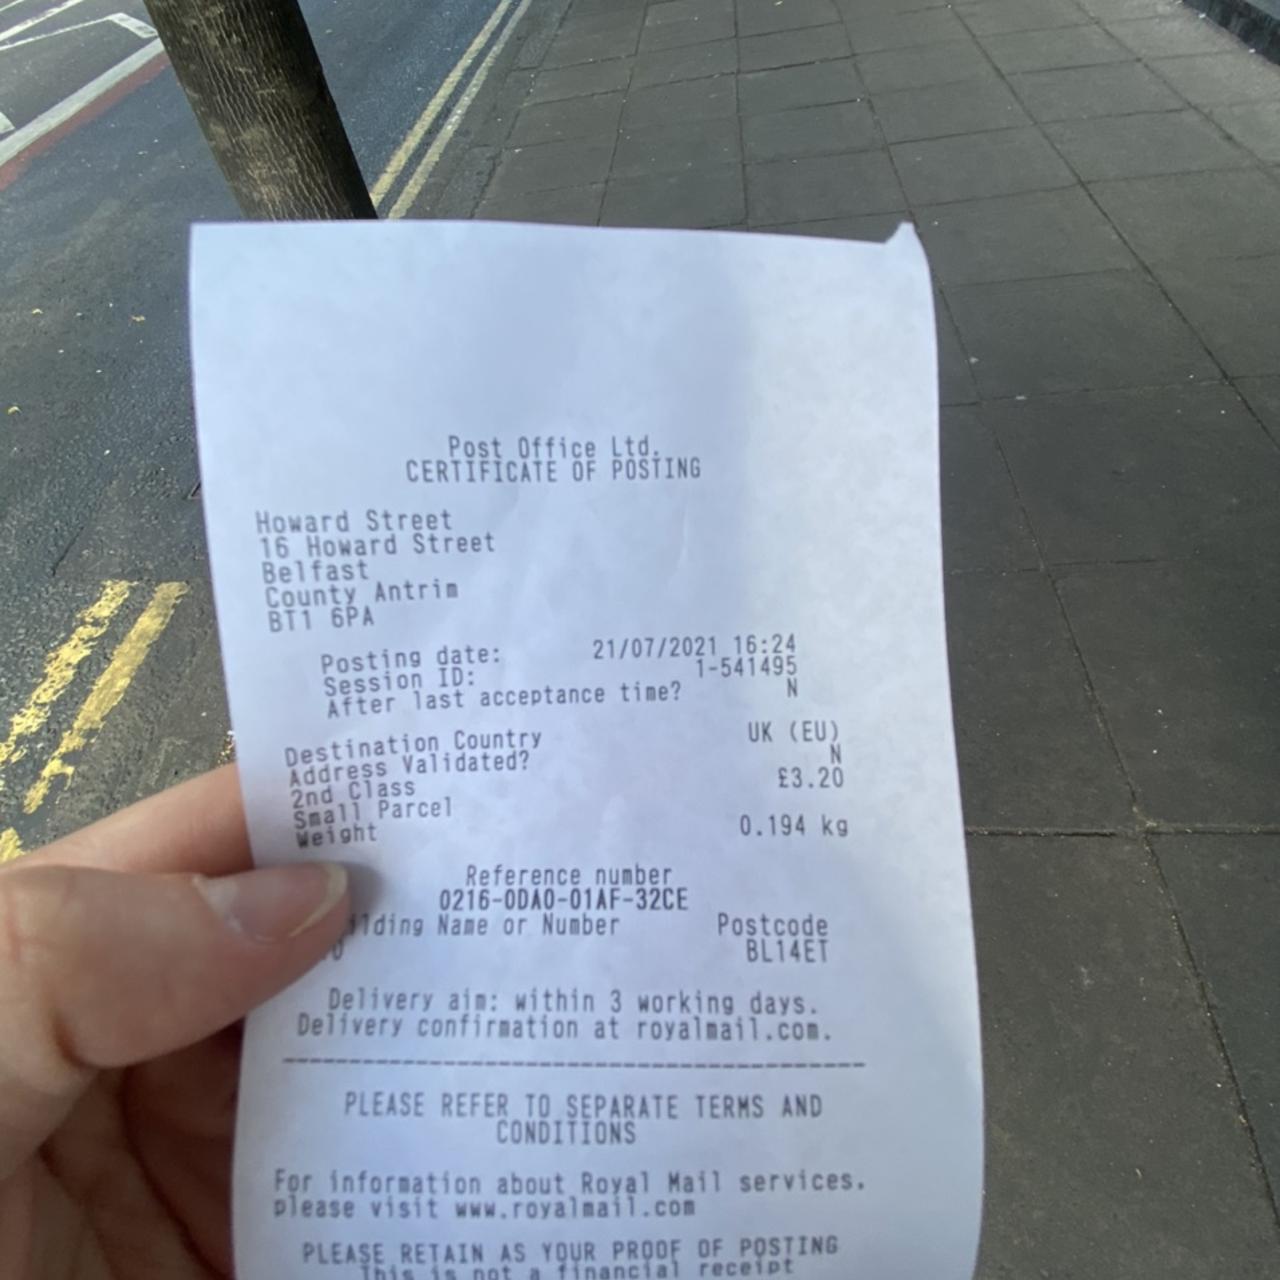 Post Office Ltd.
CERTIFICATE OF POSTING
Howard Street
16 Howard Street
Belfast
County Antrim
BT1 6PA
Posting date: 21/07/2021 16:24
Session ID: 1-541495
After last acceptance time? N
Destination Country UK (EU)
Address Validated? N
2nd Class £3.20
Small Parcel
Weight 0.194 kg
Reference number
0216-0DA0-01AF-32CE
Name or Number Postcode
BL14ET
Delivery aim: within 3 working days.
Delivery confirmation at royalmail.com.
PLEASE REFER TO SEPARATE TERMS AND
CONDITIONS
For information about Royal Mail services.
please visit www.royalmail.com
PLEASE RETAIN AS YOUR PROOF OF POSTING
This is not a financial receipt